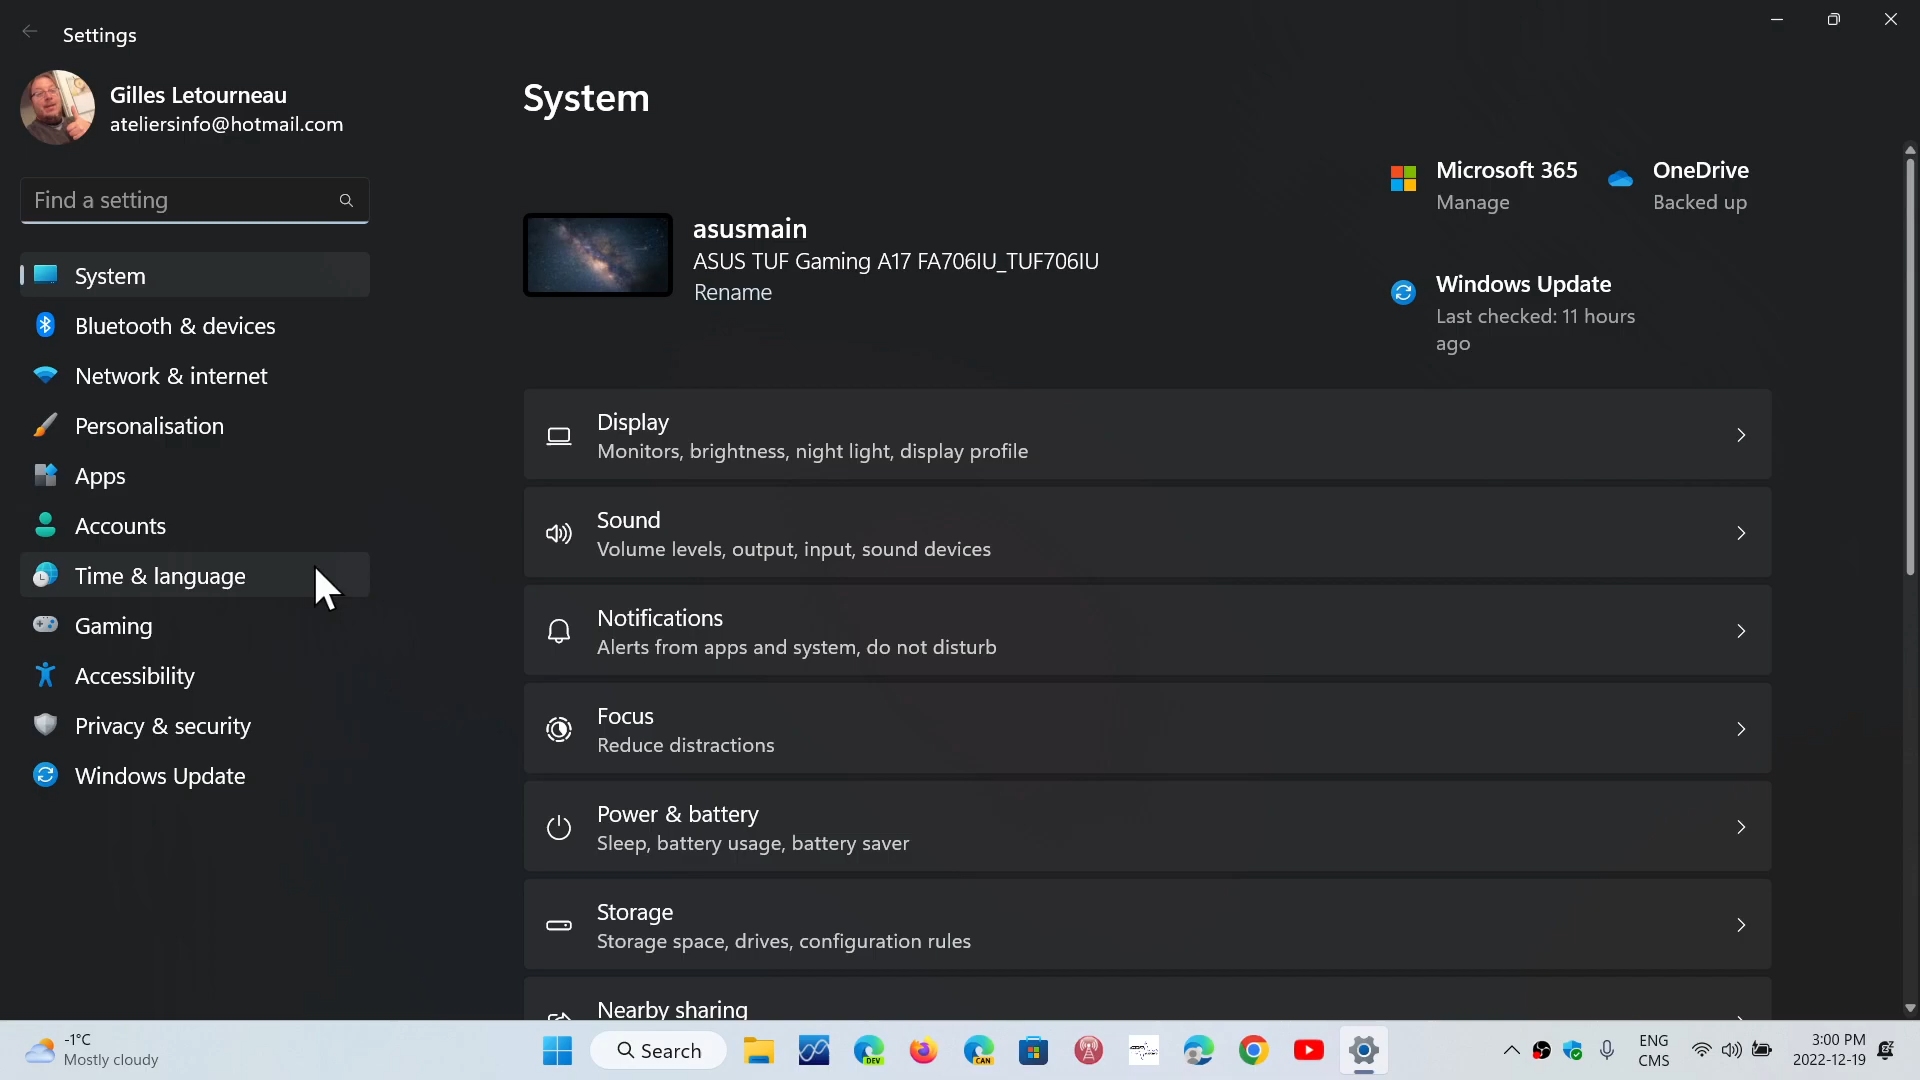 Settings
Gilles Letourneau
ateliersinfo@hotmail.com
Find a setting
System
Bluetooth & devices
Network & internet
Personalisation
Apps
Accounts
Time & language
Gaming
Accessibility
Privacy & security
Windows Update
System
asusmain
ASUS TUF Gaming A17 FA706IU_TUF706IU
Rename
Microsoft 365
Manage
OneDrive
Backed up
Windows Update
Last checked: 11 hours
ago
Display
Monitors, brightness, night light, display profile
Sound
Volume levels, output, input, sound devices
Notifications
Alerts from apps and system, do not disturb
Focus
Reduce distractions
Power & battery
Sleep, battery usage, battery saver
Storage
Storage space, drives, configuration rules
Nearby sharing
-1°C
Mostly cloudy
Search
DEV
CAN
ENG
CMS
3:00 PM
2022-12-19